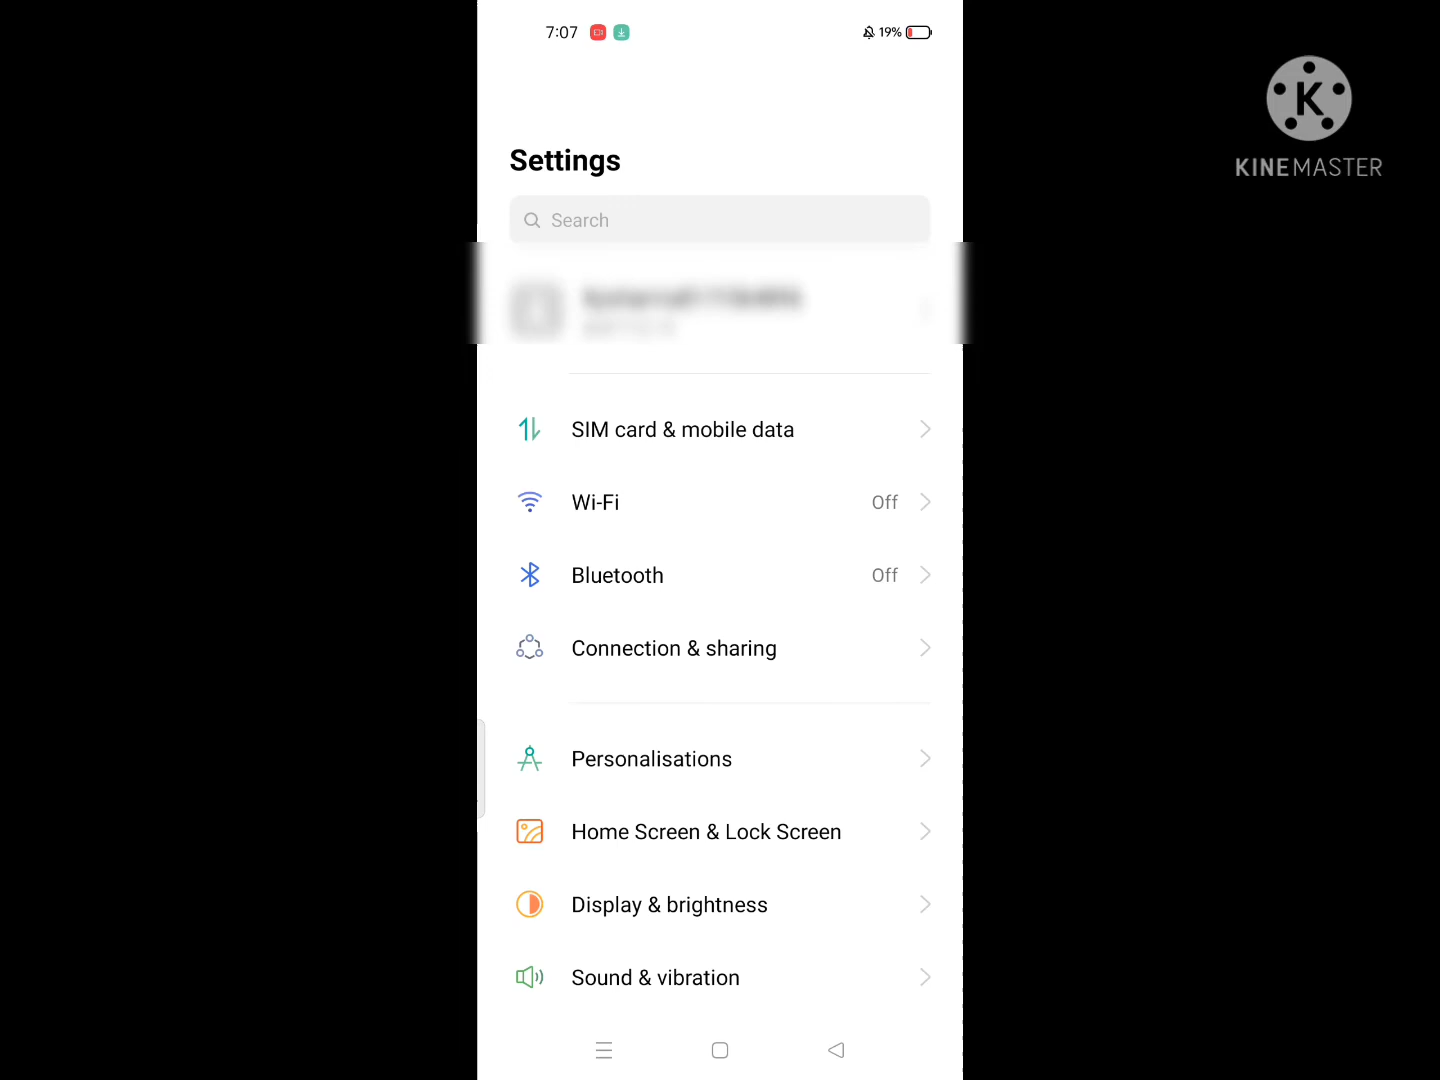 7:07
19%
K
KINEMASTER
Settings
Search
SIM card & mobile data
Wi-Fi
Off
Bluetooth
Off
Connection & sharing
Personalisations
Home Screen & Lock Screen
Display & brightness
Sound & vibration